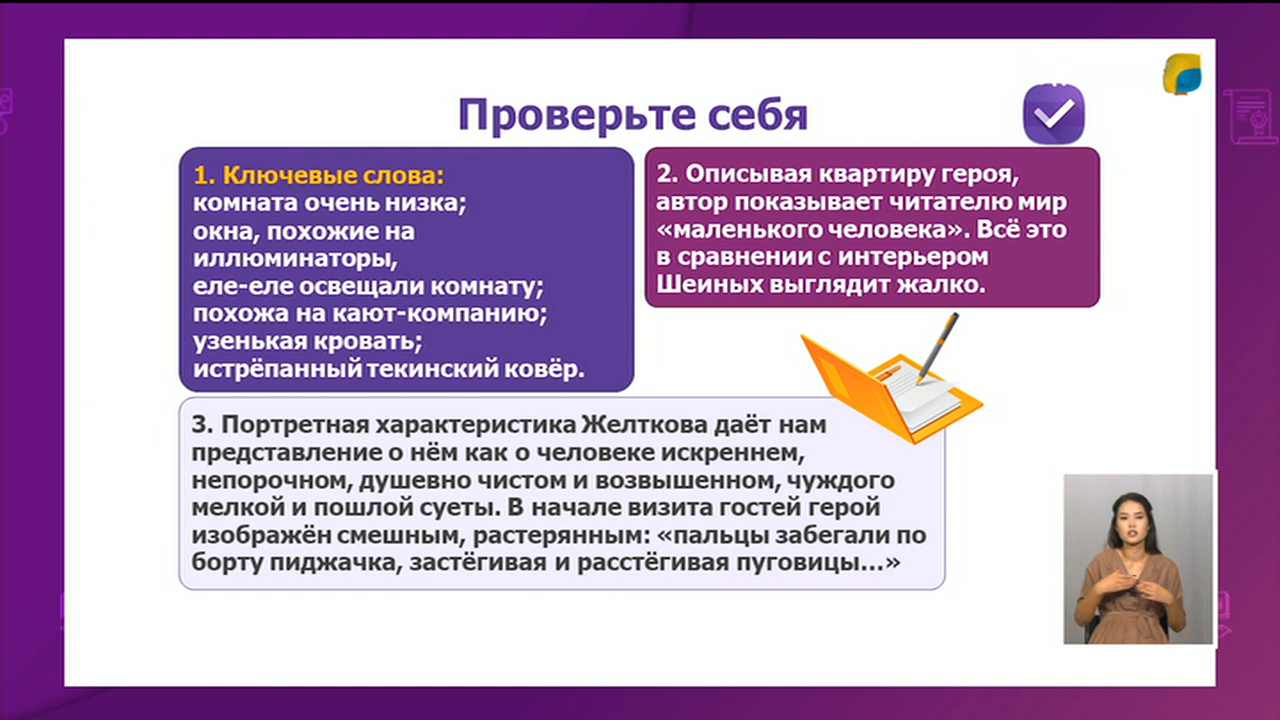 Проверьте себя
1. Ключевые слова:
комната очень низка;
окна, похожие на
иллюминаторы,
еле-еле освещали комнату;
похожа на кают-компанию;
узенькая кровать;
истрёпанный текинский ковёр.
2. Описывая квартиру героя,
автор показывает читателю мир
«маленького человека». Всё это
в сравнении с интерьером
Шеиных выглядит жалко.
3. Портретная характеристика Желткова даёт нам
представление о нём как о человеке искреннем,
непорочном, душевно чистом и возвышенном, чуждого
мелкой и пошлой суеты. В начале визита гостей герой
изображён смешным, растерянным: «пальцы забегали по
борту пиджачка, застёгивая и расстёгивая пуговицы...»